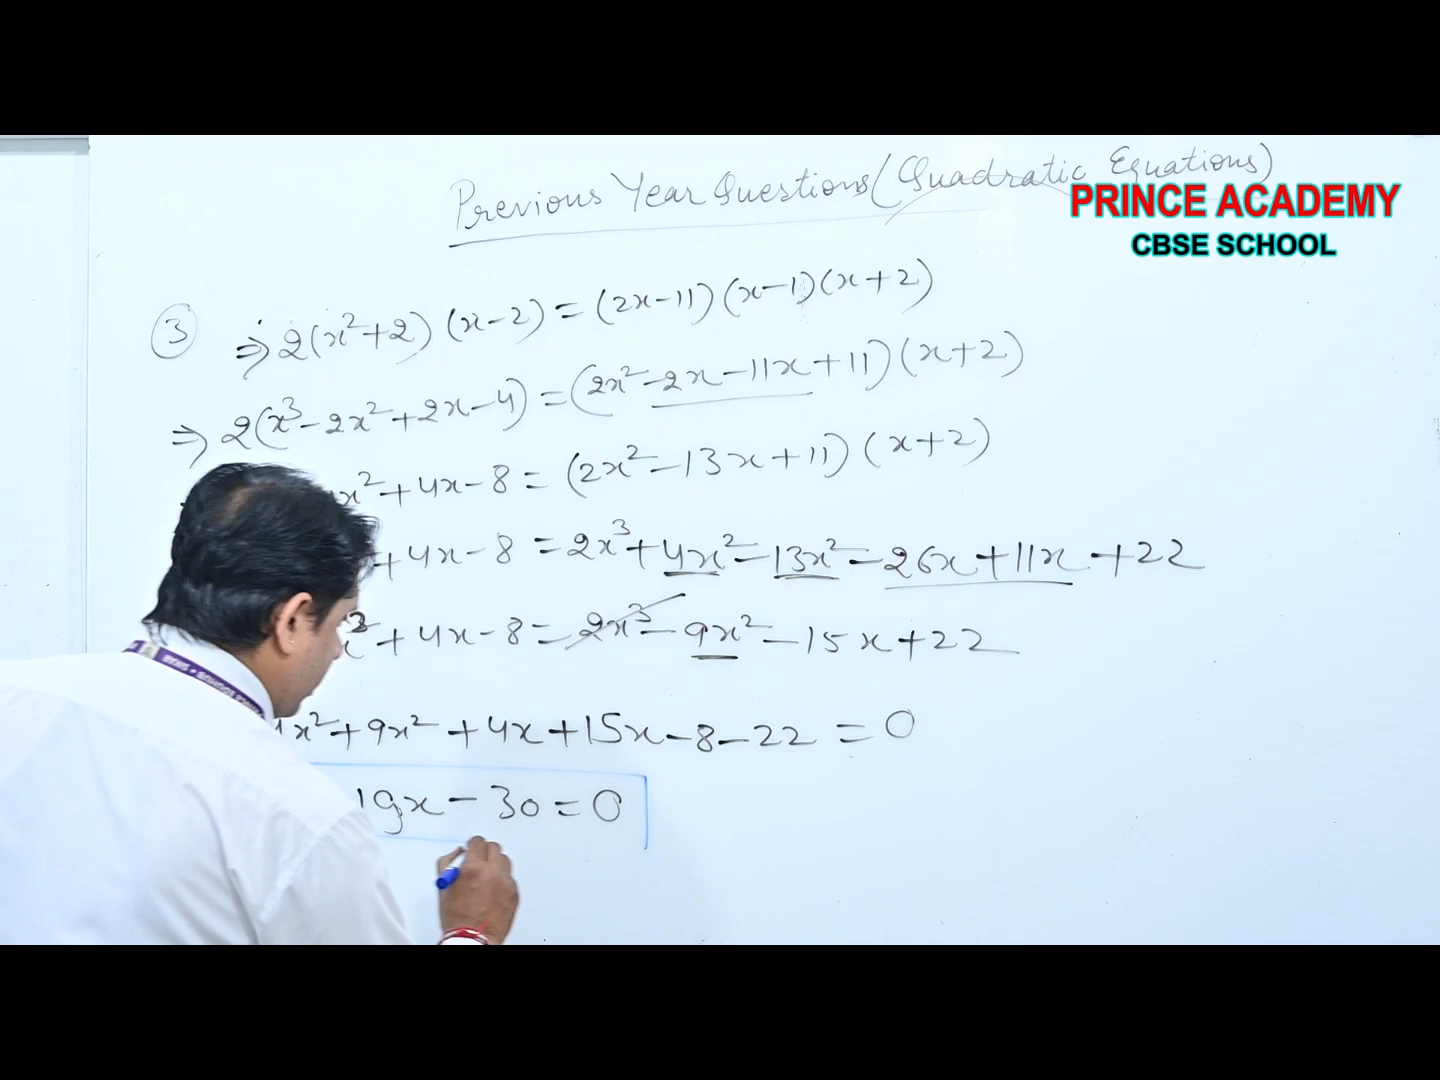 Previous Year Questions (Quadratic Equations)
PRINCE ACADEMY
CBSE SCHOOL
③ ⇒ 2(x²+2) (x-2) = (2x-11) (x-1) (x+2)
⇒ 2(x³-2x²+2x-4) = (2x²-2x-11x+11) (x+2)
x²+4x-8 = (2x²-13x+11) (x+2)
+4x-8 = 2x³+4x²-13x²-26x+11x+22
+4x-8 = 2x³-9x²-15x+22
x²+9x²+4x+15x-8-22 = 0
19x-30 = 0